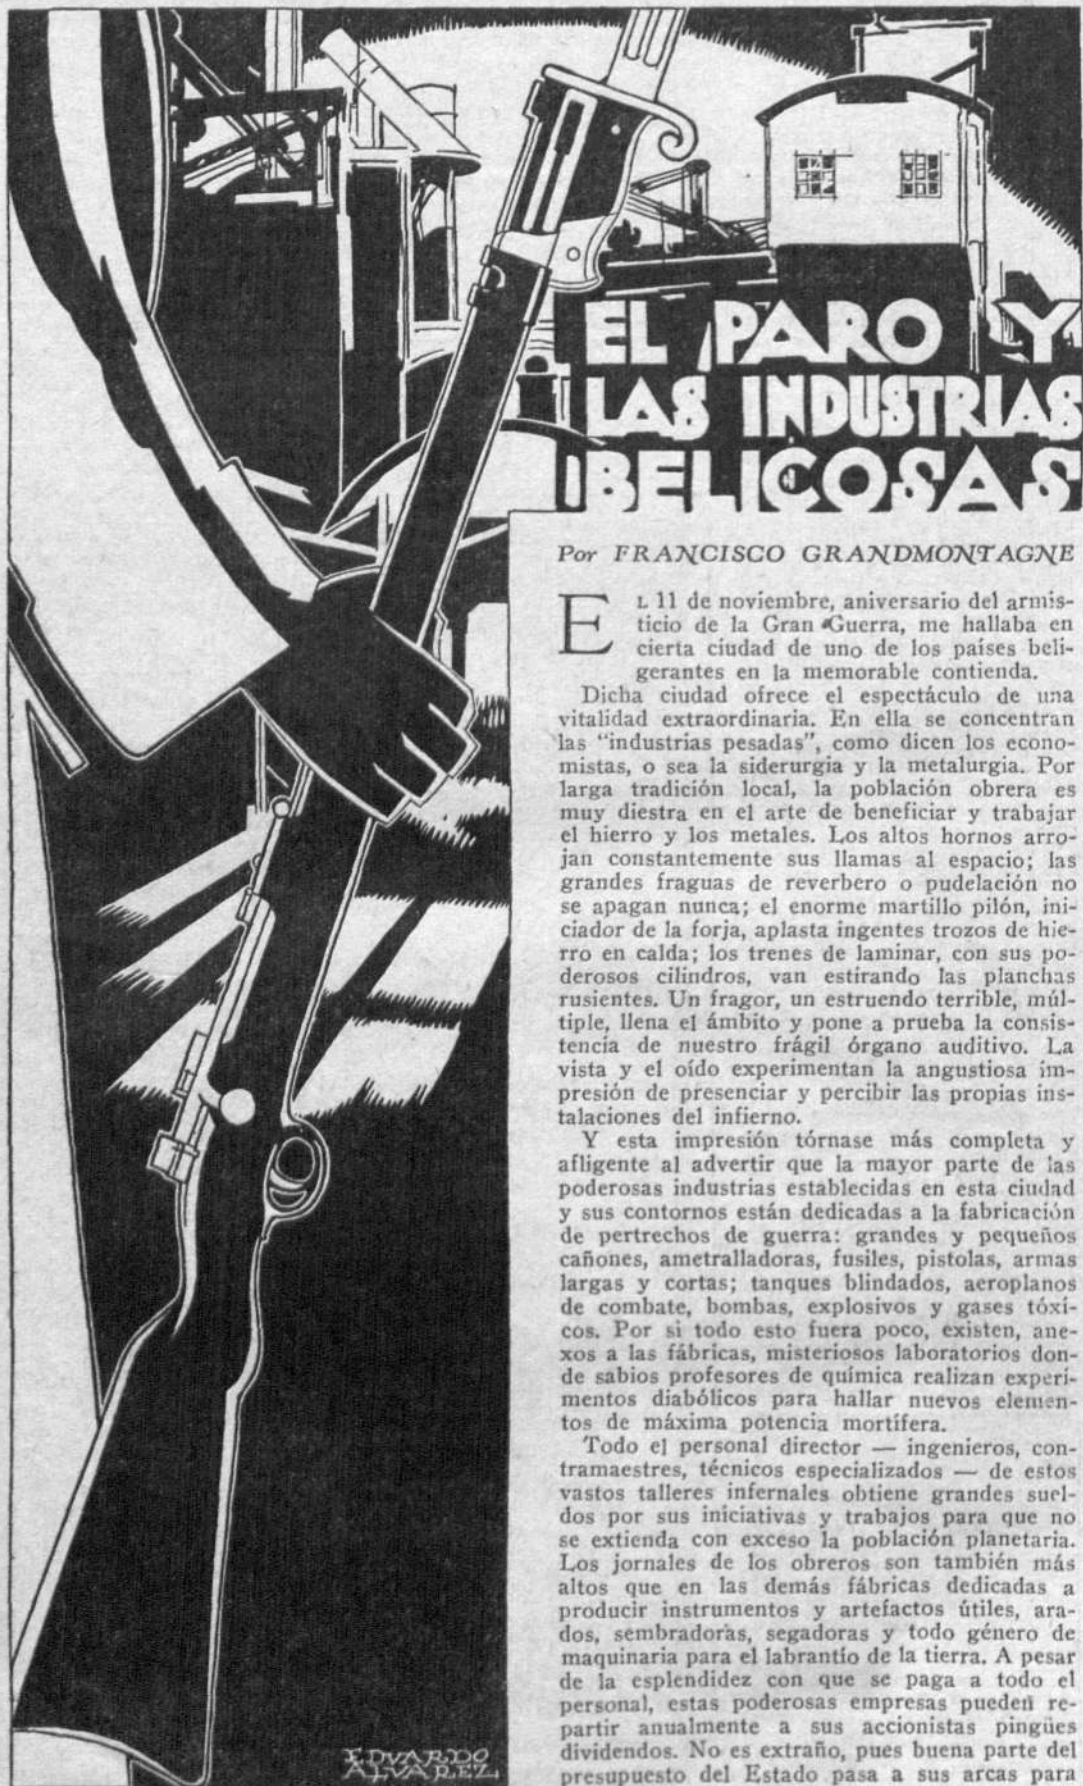 EL PARO Y
LAS INDUSTRIAS
BELICOSAS
Por FRANCISCO GRANDMONTAGNE
EL 11 de noviembre, aniversario del armis-
ticio de la Gran Guerra, me hallaba en
cierta ciudad de uno de los países beli-
gerantes en la memorable contienda.
Dicha ciudad ofrece el espectáculo de una
vitalidad extraordinaria. En ella se concentran
las "industrias pesadas", como dicen los econo-
mistas, o sea la siderurgia y la metalurgia. Por
larga tradición local, la población obrera es
muy diestra en el arte de beneficiar y trabajar
el hierro y los metales. Los altos hornos arro-
jan constantemente sus llamas al espacio; las
grandes fraguas de reverbero o pudelación no
se apagan nunca; el enorme martillo pilón, ini-
ciador de la forja, aplasta ingentes trozos de hie-
rro en calda; los trenes de laminar, con sus po-
derosos cilindros, van estirando las planchas
rusientes. Un fragor, un estruendo terrible, múl-
tiple, llena el ámbito y pone a prueba la consis-
tencia de nuestro frágil órgano auditivo. La
vista y el oído experimentan la angustiosa im-
presión de presenciar y percibir las propias ins-
talaciones del infierno.
Y esta impresión tórnase más completa y
afligente al advertir que la mayor parte de las
poderosas industrias establecidas en esta ciudad
y sus contornos están dedicadas a la fabricación
de pertrechos de guerra: grandes y pequeños
cañones, ametralladoras, fusiles, pistolas, armas
largas y cortas; tanques blindados, aeroplanos
de combate, bombas, explosivos y gases tóxi-
cos. Por si todo esto fuera poco, existen, ane-
xos a las fábricas, misteriosos laboratorios don-
de sabios profesores de química realizan experi-
mentos diabólicos para hallar nuevos elemen-
tos de máxima potencia mortífera.
Todo el personal director — ingenieros, con-
tramaestres, técnicos especializados — de estos
vastos talleres infernales obtiene grandes suel-
dos por sus iniciativas y trabajos para que no
se extienda con exceso la población planetaria.
Los jornales de los obreros son también más
altos que en las demás fábricas dedicadas a
producir instrumentos y artefactos útiles, ara-
dos, sembradoras, segadoras y todo género de
maquinaria para el labrantío de la tierra. A pesar
de la esplendidez con que se paga a todo el
personal, estas poderosas empresas pueden re-
partir anualmente a sus accionistas pingües
dividendos. No es extraño, pues buena parte del
presupuesto del Estado pasa a sus arcas para
EDVARDO
ALVAREZ